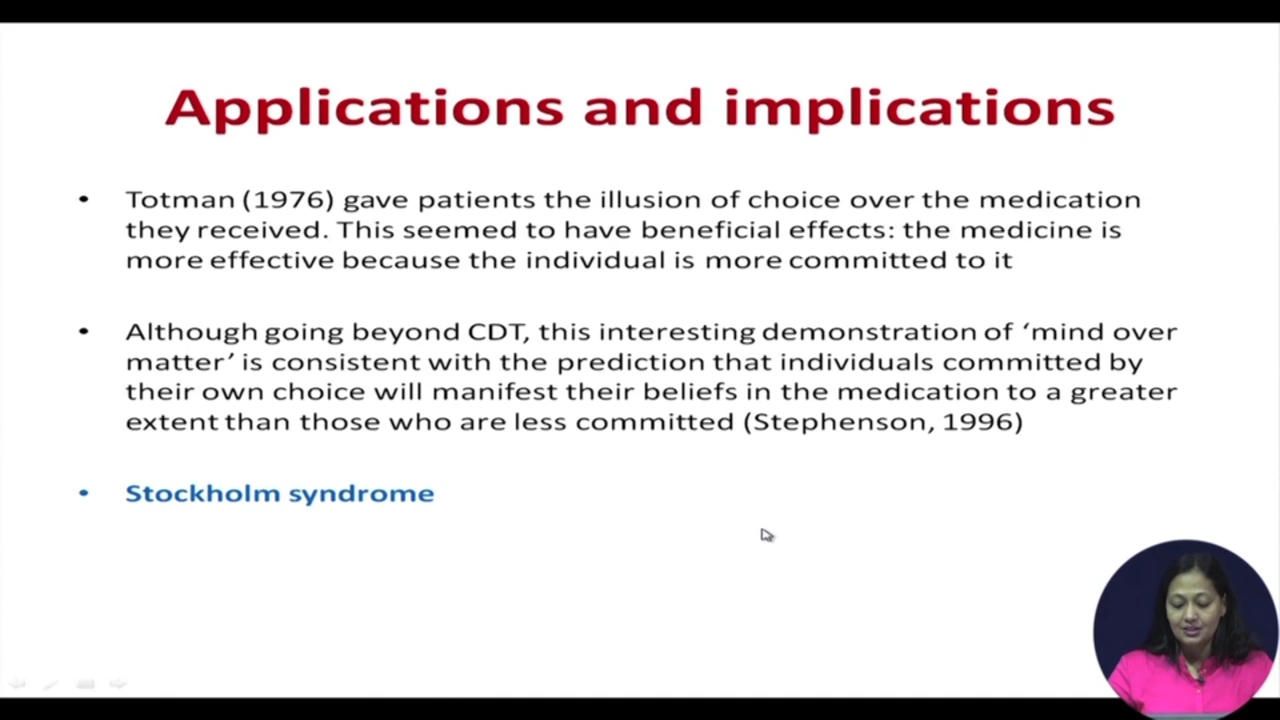 Applications and implications
• Totman (1976) gave patients the illusion of choice over the medication
they received. This seemed to have beneficial effects: the medicine is
more effective because the individual is more committed to it
• Although going beyond CDT, this interesting demonstration of ‘mind over
matter’ is consistent with the prediction that individuals committed by
their own choice will manifest their beliefs in the medication to a greater
extent than those who are less committed (Stephenson, 1996)
• Stockholm syndrome